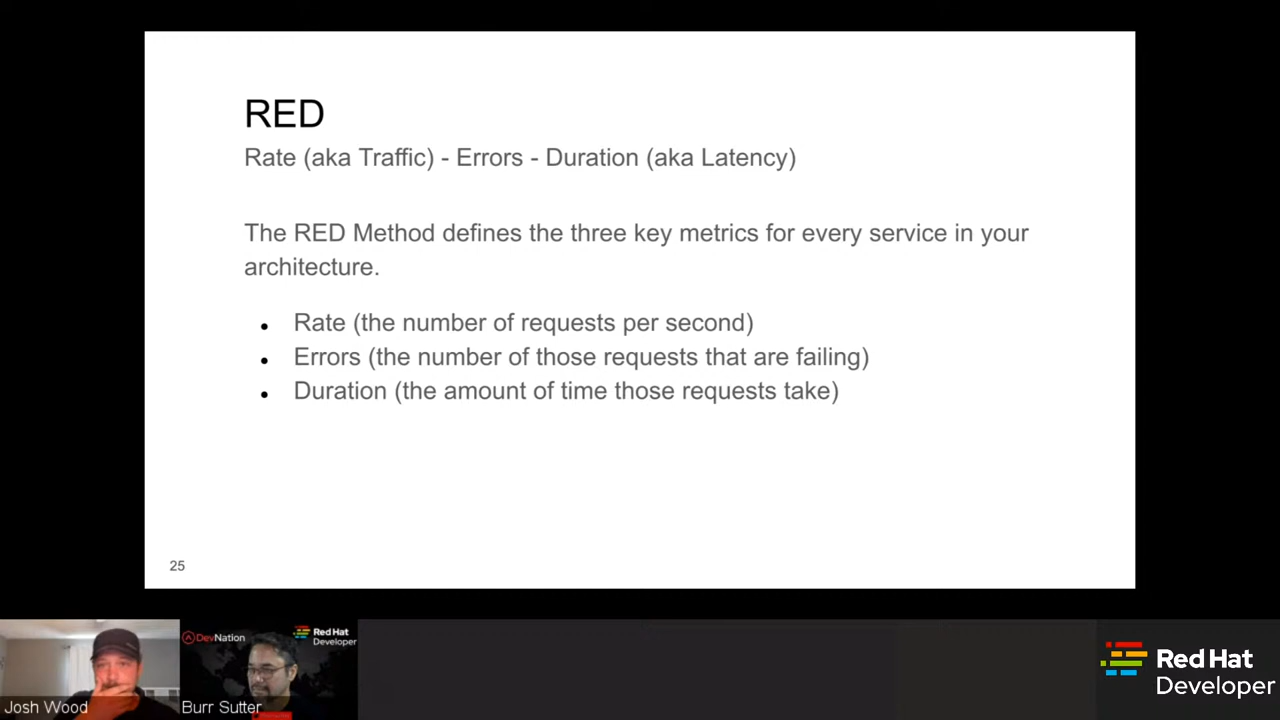 RED
Rate (aka Traffic) - Errors - Duration (aka Latency)
The RED Method defines the three key metrics for every service in your
architecture.
● Rate (the number of requests per second)
● Errors (the number of those requests that are failing)
● Duration (the amount of time those requests take)
25
DevNation
Red Hat
Developer
Josh Wood
Burr Sutter
Red Hat
Developer